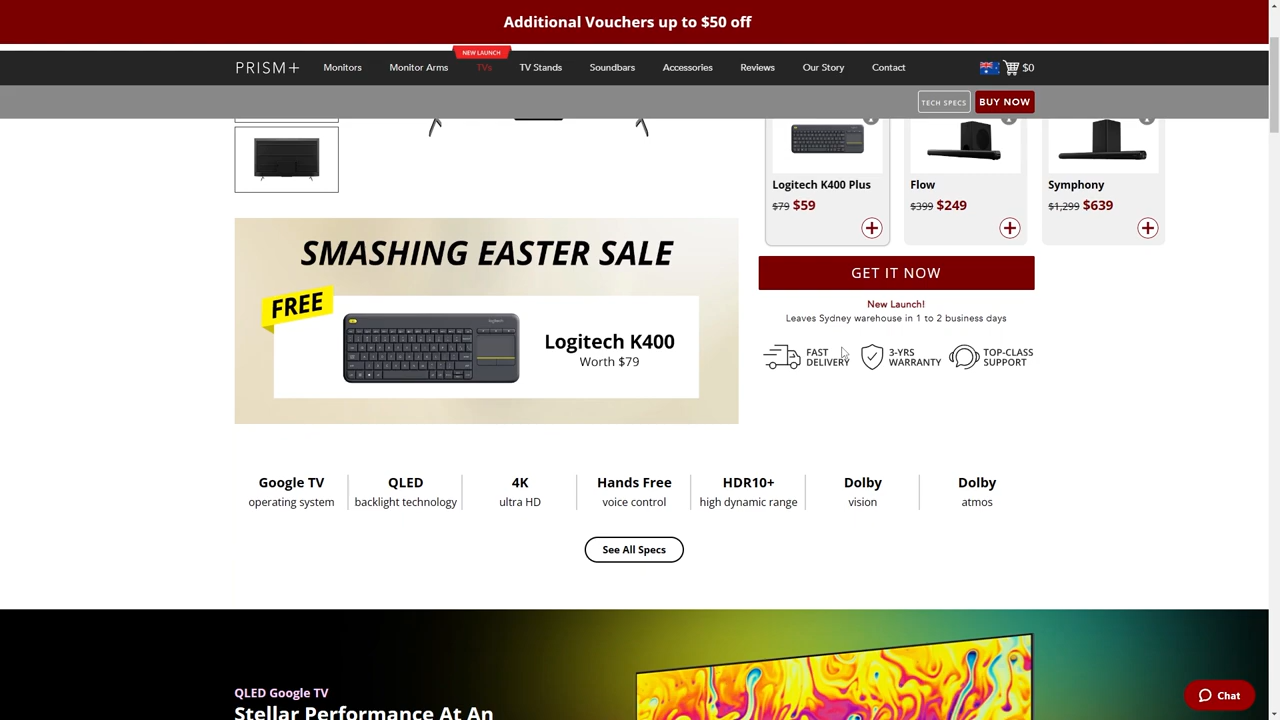 Additional Vouchers up to $50 off
NEW LAUNCH
PRISM+ Monitors Monitor Arms TVs TV Stands Soundbars Accessories Reviews Our Story Contact $0
TECH SPECS BUY NOW
Logitech K400 Plus Flow Symphony
$79 $59 $399 $249 $1,299 $639
SMASHING EASTER SALE
FREE
Logitech K400
Worth $79
GET IT NOW
New Launch!
Leaves Sydney warehouse in 1 to 2 business days
FAST 3-YRS TOP-CLASS
DELIVERY WARRANTY SUPPORT
Google TV QLED 4K Hands Free HDR10+ Dolby Dolby
operating system backlight technology ultra HD voice control high dynamic range vision atmos
See All Specs
QLED Google TV
Stellar Performance At An
Chat